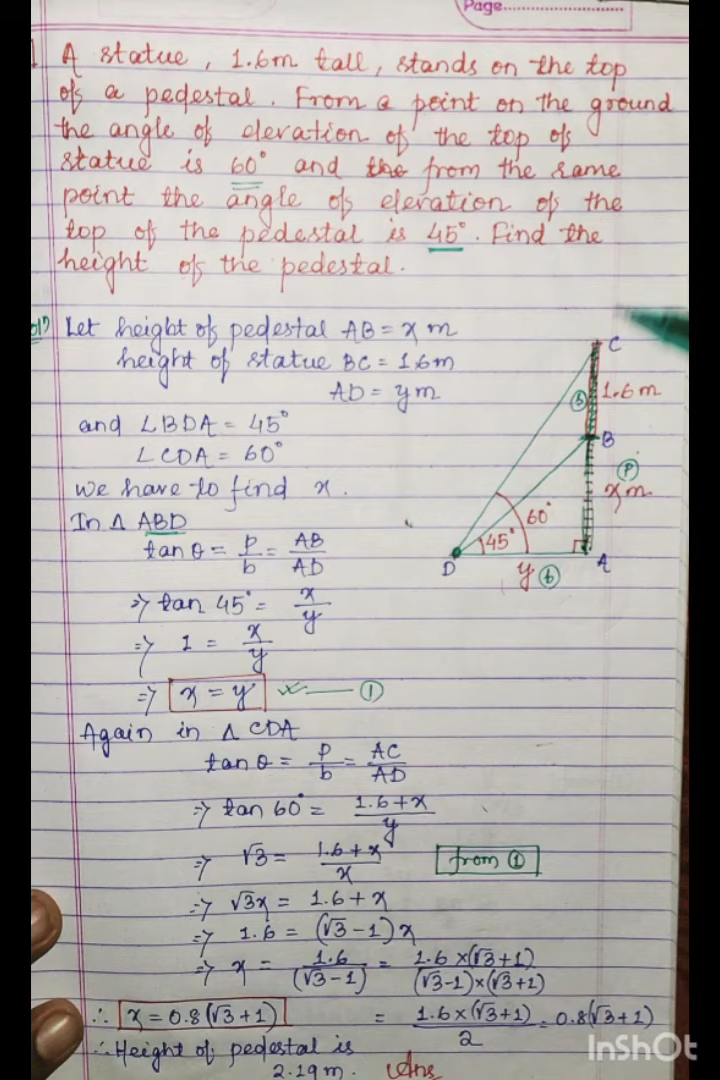 Page
1 A statue, 1.6m tall, stands on the top
of a pedestal. From a point on the ground
the angle of elevation of the top of
statue is 60° and the from the same
point the angle of elevation of the
top of the pedestal is 45°. Find the
height of the pedestal.
Solⁿ Let height of pedestal AB = x m
height of statue BC = 1.6m
AD = y m
and ∠BDA = 45°
∠CDA = 60°
we have to find x.
In Δ ABD
tan θ = p/b = AB/AD
⇒ tan 45° = x/y
⇒ 1 = x/y
⇒ x = y ①
Again in Δ CDA
tan θ = p/b = AC/AD
⇒ tan 60° = 1.6+x/y
⇒ √3 = 1.6+x/x from ①
⇒ √3x = 1.6 + x
⇒ 1.6 = (√3-1) x
⇒ x = 1.6/(√3-1) = 1.6×(√3+1)/(√3-1)×(√3+1)
∴ x = 0.8(√3+1) = 1.6×(√3+1)/2 = 0.8(√3+1)
∴ Height of pedestal is
2.19m. Ans
C
1.6m
B
p
x m
60°
45°
D
y b
A
InShOt